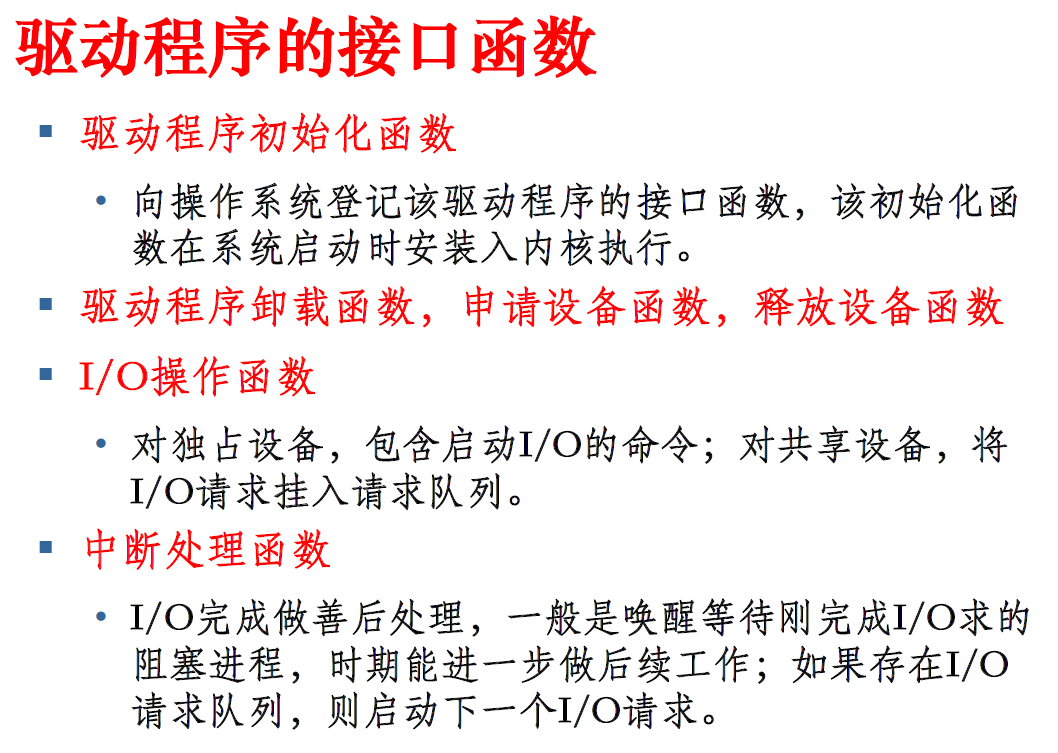 驱动程序的接口函数
驱动程序初始化函数
向操作系统登记该驱动程序的接口函数，该初始化函
数在系统启动时安装入内核执行。
驱动程序卸载函数，申请设备函数，释放设备函数
I/O操作函数
对独占设备，包含启动I/O的命令；对共享设备，将
I/O请求挂入请求队列。
中断处理函数
I/O完成做善后处理，一般是唤醒等待刚完成I/O求的
阻塞进程，时期能进一步做后续工作；如果存在I/O
请求队列，则启动下一个I/O请求。